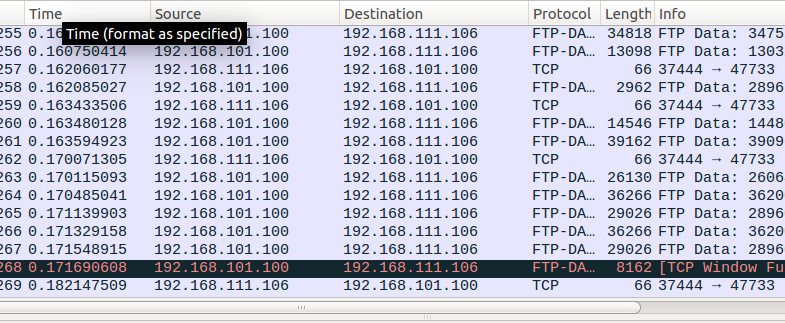 Time Source Destination Protocol Length Info
255 0.16 Time (format as specified) .101.100 192.168.111.106 FTP-DA… 34818 FTP Data: 3475
256 0.160750414 192.168.101.100 192.168.111.106 FTP-DA… 13098 FTP Data: 1303
257 0.162060177 192.168.111.106 192.168.101.100 TCP 66 37444 → 47733
258 0.162085027 192.168.101.100 192.168.111.106 FTP-DA… 2962 FTP Data: 2896
259 0.163433506 192.168.111.106 192.168.101.100 TCP 66 37444 → 47733
260 0.163480128 192.168.101.100 192.168.111.106 FTP-DA… 14546 FTP Data: 1448
261 0.163594923 192.168.101.100 192.168.111.106 FTP-DA… 39162 FTP Data: 3909
262 0.170071305 192.168.111.106 192.168.101.100 TCP 66 37444 → 47733
263 0.170115093 192.168.101.100 192.168.111.106 FTP-DA… 26130 FTP Data: 2606
264 0.170485041 192.168.101.100 192.168.111.106 FTP-DA… 36266 FTP Data: 3620
265 0.171139903 192.168.101.100 192.168.111.106 FTP-DA… 29026 FTP Data: 2896
266 0.171329158 192.168.101.100 192.168.111.106 FTP-DA… 36266 FTP Data: 3620
267 0.171548915 192.168.101.100 192.168.111.106 FTP-DA… 29026 FTP Data: 2896
268 0.171690608 192.168.101.100 192.168.111.106 FTP-DA… 8162 [TCP Window Fu
269 0.182147509 192.168.111.106 192.168.101.100 TCP 66 37444 → 47733